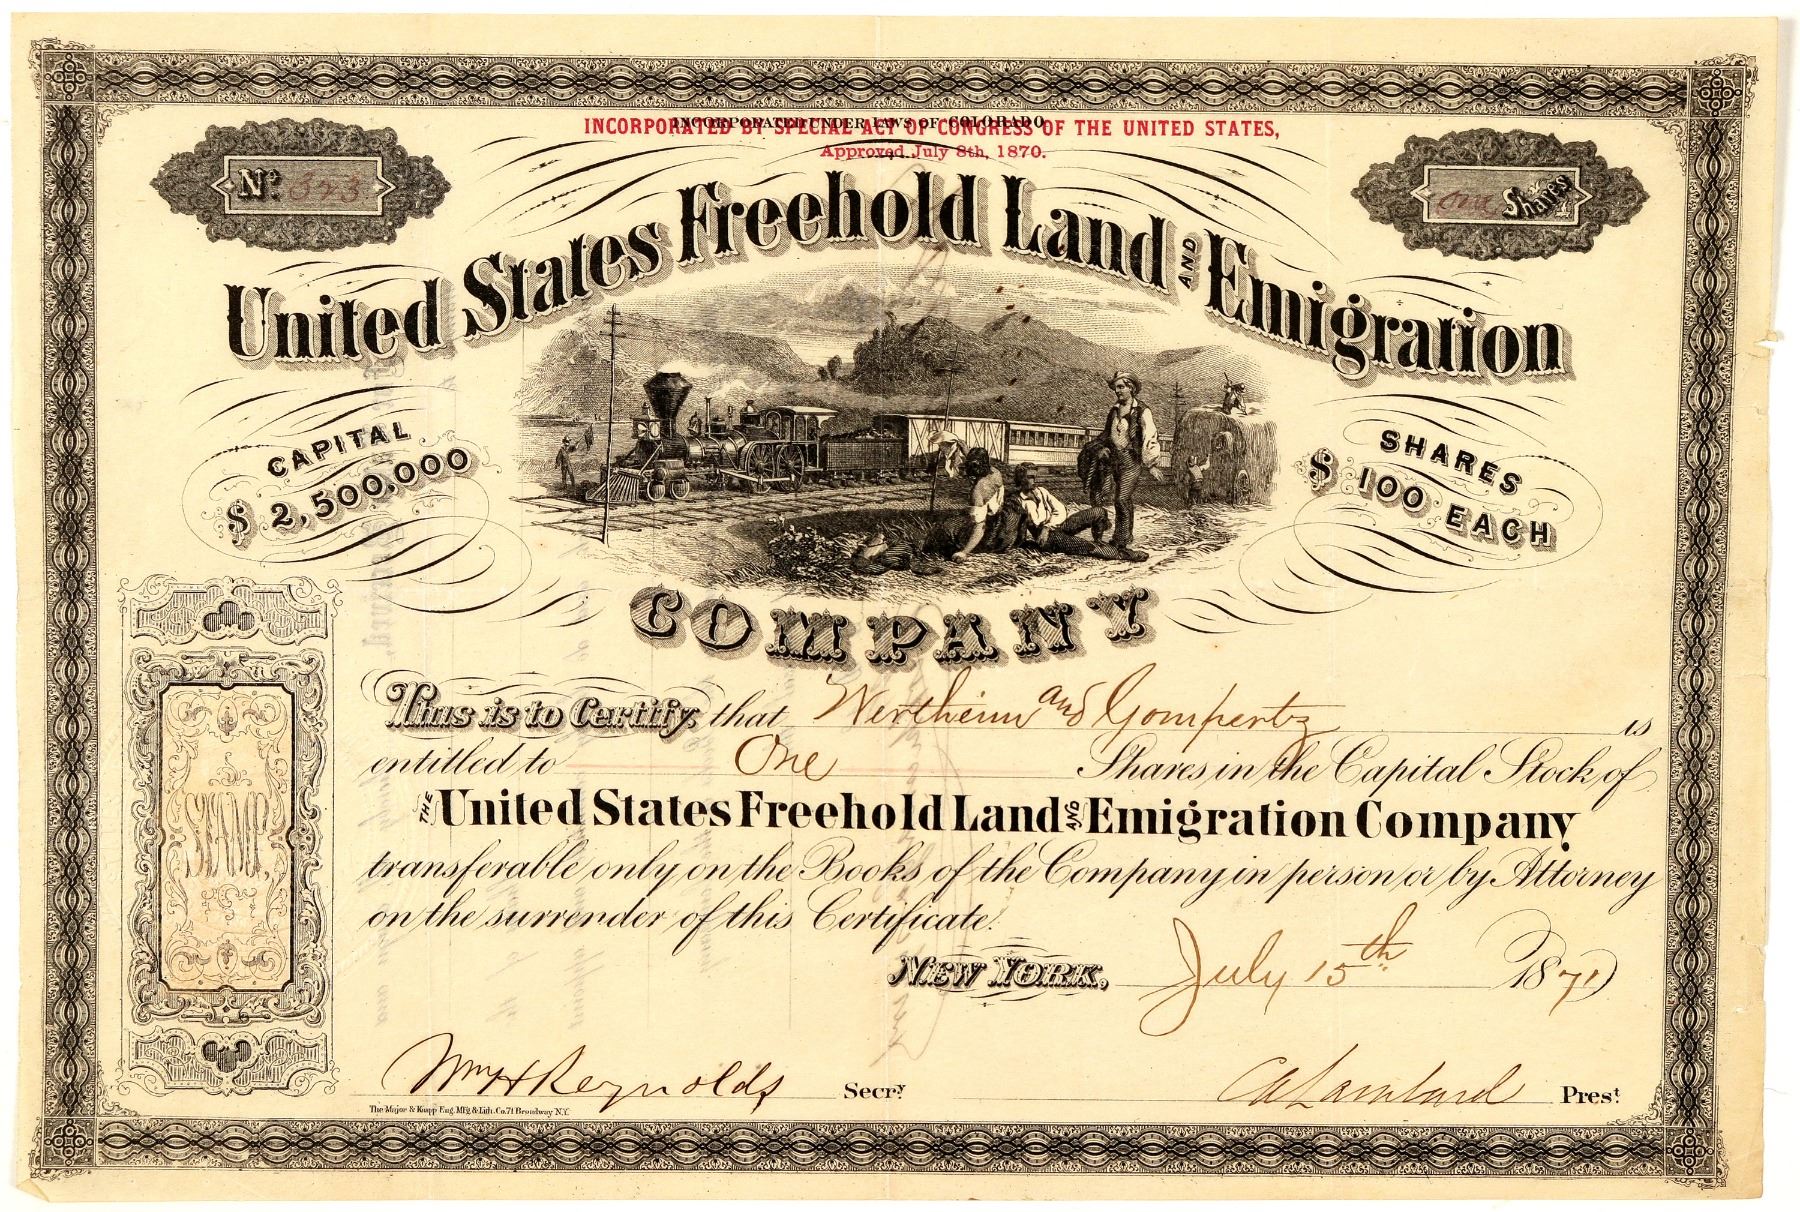 INCORPORATED UNDER LAWS OF COLORADO
INCORPORATED BY SPECIAL ACT OF CONGRESS OF THE UNITED STATES,
Approved July 8th, 1870.
No. 323
One Shares
United States Freehold Land AND Emigration
CAPITAL
$ 2,500,000
SHARES
$ 100 EACH
COMPANY
This is to Certify, that Wertheim and Gompertz is
entitled to One Shares in the Capital Stock of
THE United States Freehold Land AND Emigration Company
transferable only on the Books of the Company in person or by Attorney
on the surrender of this Certificate.
NEW YORK, July 15th 1871
Wm H Reynolds Secry
Prest
The Major & Knapp Eng. Mfg & Lith. Co. 71 Broadway N.Y.